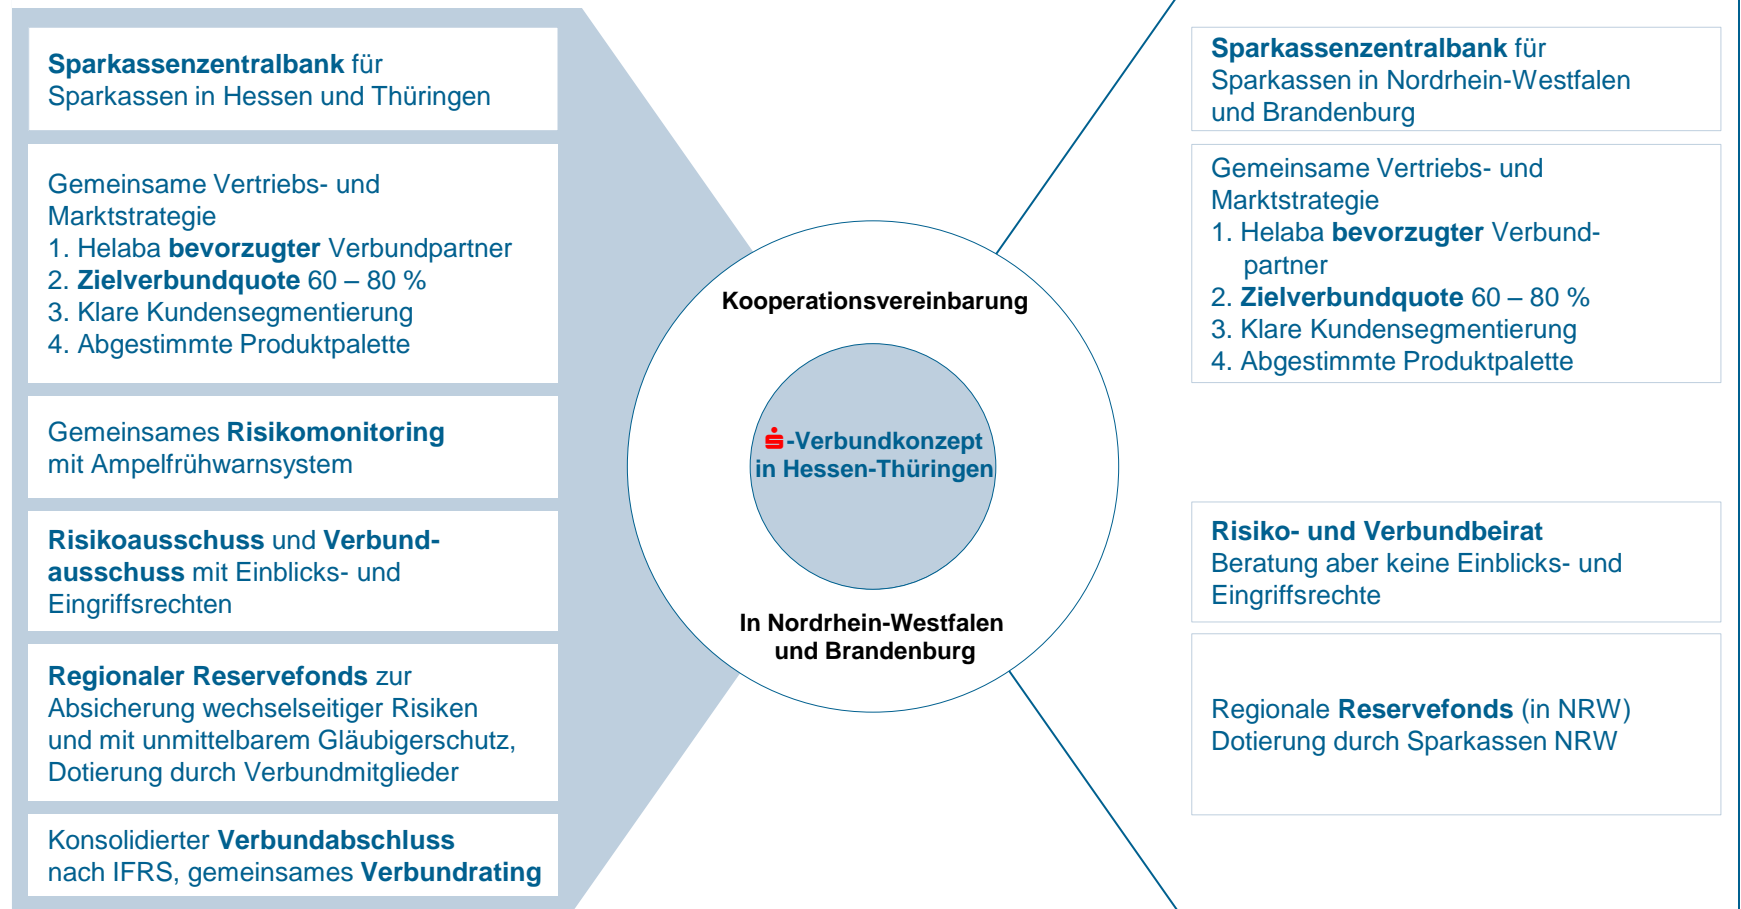 Sparkassenzentralbank für
Sparkassen in Hessen und Thüringen
Gemeinsame Vertriebs- und
Marktstrategie
1. Helaba bevorzugter Verbundpartner
2. Zielverbundquote 60 – 80 %
3. Klare Kundensegmentierung
4. Abgestimmte Produktpalette
Gemeinsames Risikomonitoring
mit Ampelfrühwarnsystem
Risikoausschuss und Verbund-
ausschuss mit Einblicks- und
Eingriffsrechten
Regionaler Reservefonds zur
Absicherung wechselseitiger Risiken
und mit unmittelbarem Gläubigerschutz,
Dotierung durch Verbundmitglieder
Konsolidierter Verbundabschluss
nach IFRS, gemeinsames Verbundrating
Kooperationsvereinbarung
S-Verbundkonzept
in Hessen-Thüringen
In Nordrhein-Westfalen
und Brandenburg
Sparkassenzentralbank für
Sparkassen in Nordrhein-Westfalen
und Brandenburg
Gemeinsame Vertriebs- und
Marktstrategie
1. Helaba bevorzugter Verbund-
partner
2. Zielverbundquote 60 – 80 %
3. Klare Kundensegmentierung
4. Abgestimmte Produktpalette
Risiko- und Verbundbeirat
Beratung aber keine Einblicks- und
Eingriffsrechte
Regionale Reservefonds (in NRW)
Dotierung durch Sparkassen NRW